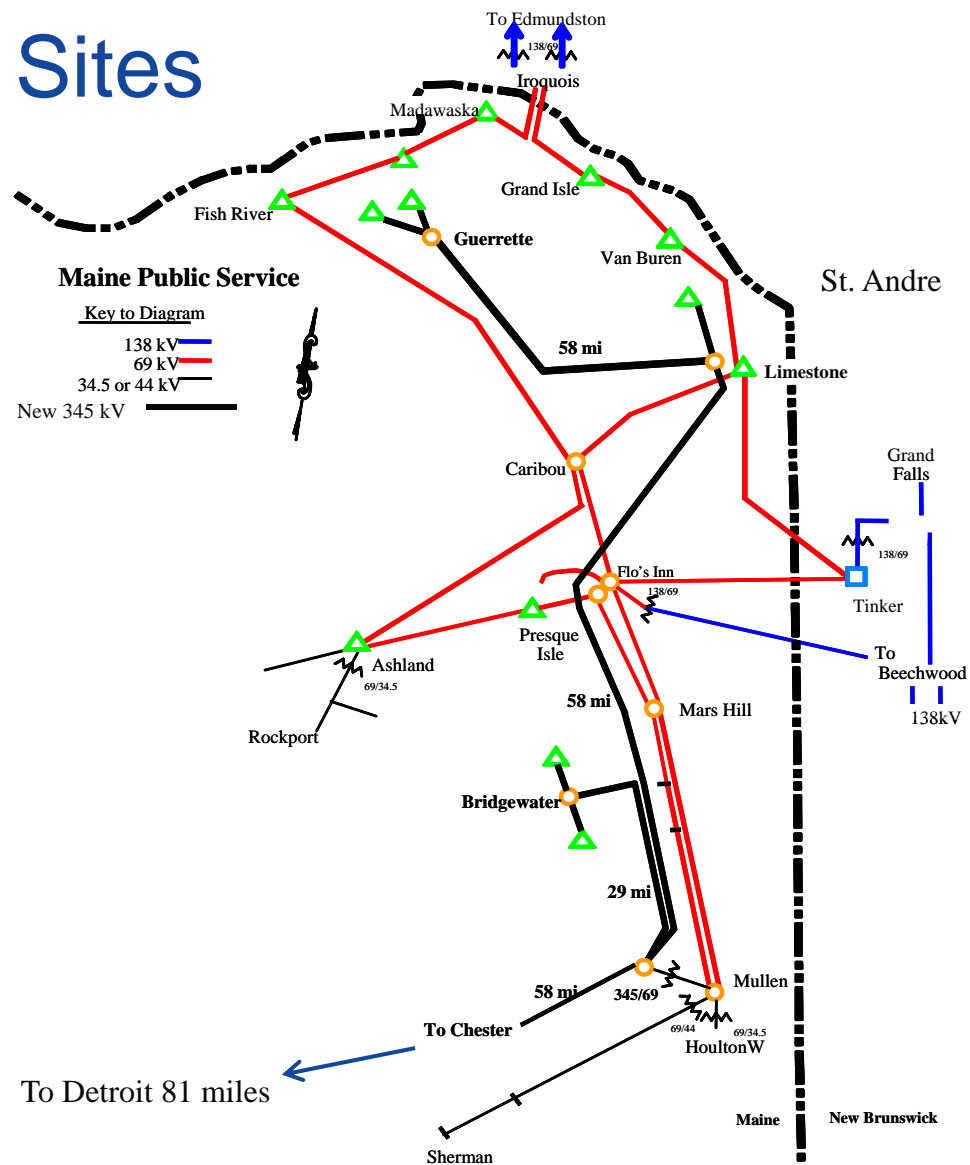 Sites
To Edmundston
138/69
Iroquois
Madawaska
Grand Isle
Fish River
Guerrette
Van Buren
St. Andre
Maine Public Service
Key to Diagram
138 kV
69 kV
34.5 or 44 kV
New 345 kV
58 mi
Limestone
Caribou
Grand
Falls
138/69
Flo's Inn
138/69
Tinker
Presque
Isle
To
Beechwood
138kV
Ashland
69/34.5
Rockport
58 mi
Mars Hill
Bridgewater
29 mi
58 mi
345/69
Mullen
69/44
69/34.5
HoultonW
To Chester
To Detroit 81 miles
Sherman
Maine
New Brunswick